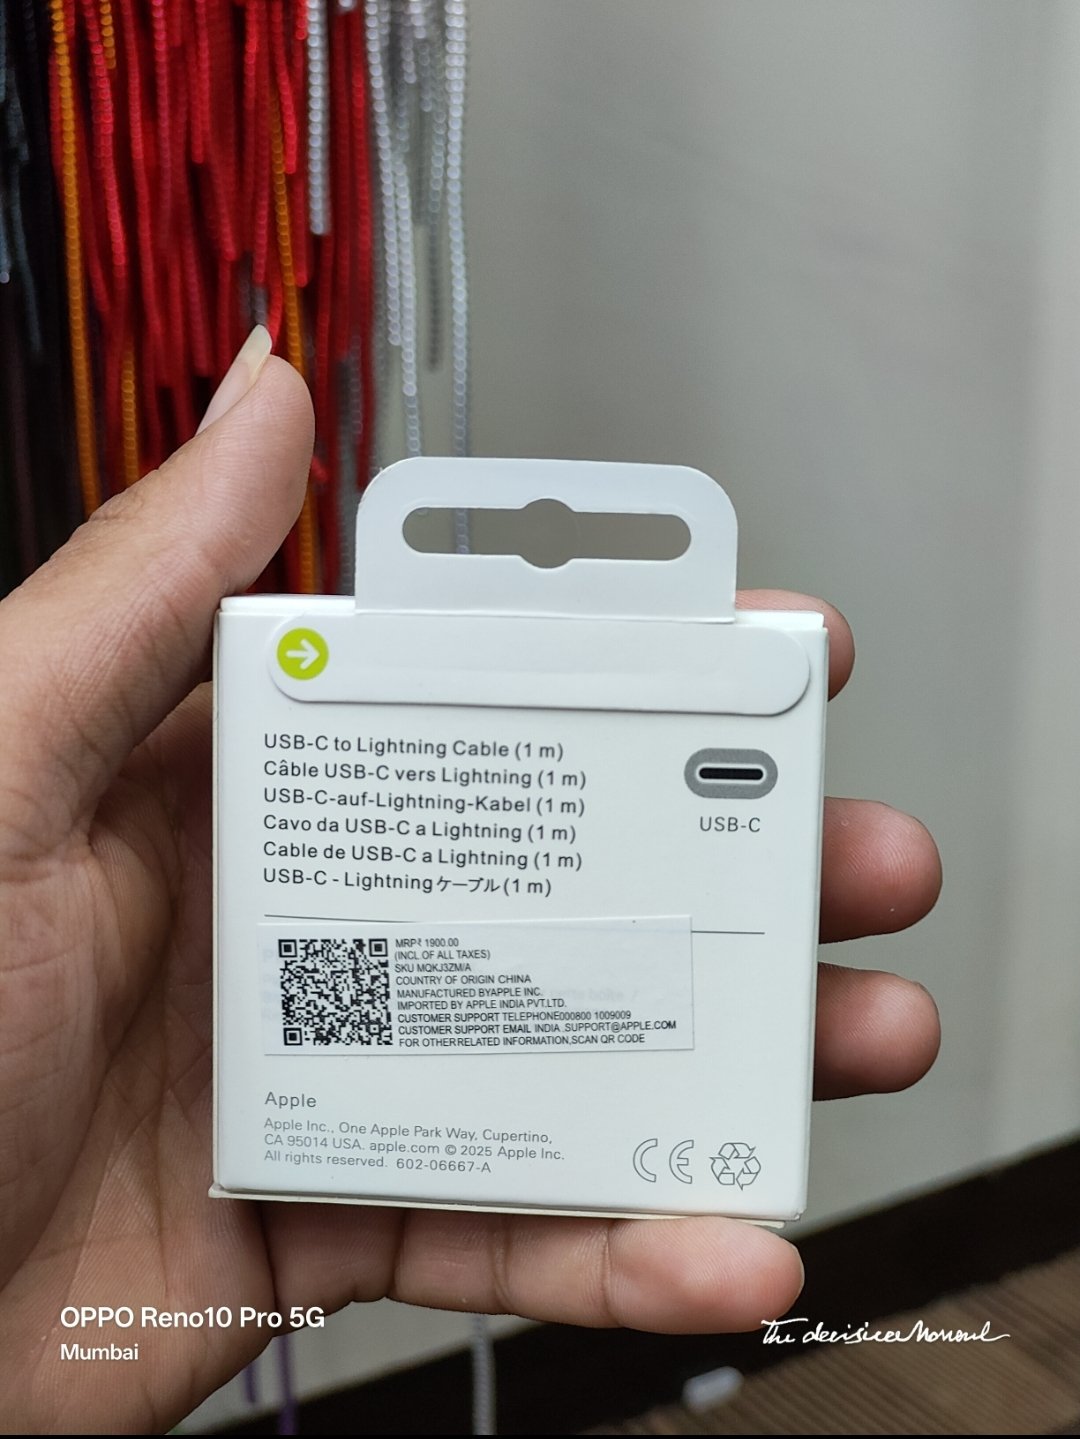 USB-C to Lightning Cable (1 m)
Câble USB-C vers Lightning (1 m)
USB-C-auf-Lightning-Kabel (1 m)
Cavo da USB-C a Lightning (1 m)
Cable de USB-C a Lightning (1 m)
USB-C - Lightningケーブル(1 m)
USB-C
MRP₹ 1900.00
(INCL.OF ALL TAXES)
SKU MQKJ3ZM/A
COUNTRY OF ORIGIN CHINA
MANUFACTURED BYAPPLE INC.
IMPORTED BY APPLE INDIA PVT.LTD.
CUSTOMER SUPPORT TELEPHONE000800 1009009
CUSTOMER SUPPORT EMAIL INDIA .SUPPORT@APPLE.COM
FOR OTHERRELATED INFORMATION,SCAN QR CODE
Apple
Apple Inc., One Apple Park Way, Cupertino,
CA 95014 USA. apple.com © 2025 Apple Inc.
All rights reserved. 602-06667-A
CE
OPPO Reno10 Pro 5G
Mumbai
The decisive Moment